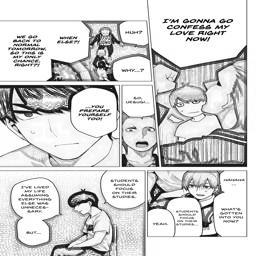 I'M GONNA GO
CONFESS MY
LOVE RIGHT
NOW!
HUH?
WHY...?
WHEN
ELSE?!
WE GO
BACK TO
NORMAL
TOMORROW,
SO THIS IS
MY ONLY
CHANCE,
RIGHT?!
SO,
UESUGI...
...YOU
PREPARE
YOURSELF
TOO!
HAHAHA
...
WHAT'S
GOTTEN
INTO YOU
NOW?
STUDENTS
SHOULD
FOCUS
ON THEIR
STUDIES.
YEAH.
STUDENTS
SHOULD
FOCUS
ON THEIR
STUDIES.
I'VE LIVED
MY LIFE
ASSUMING
EVERYTHING
ELSE WAS
UNNECES-
SARY.
BUT...